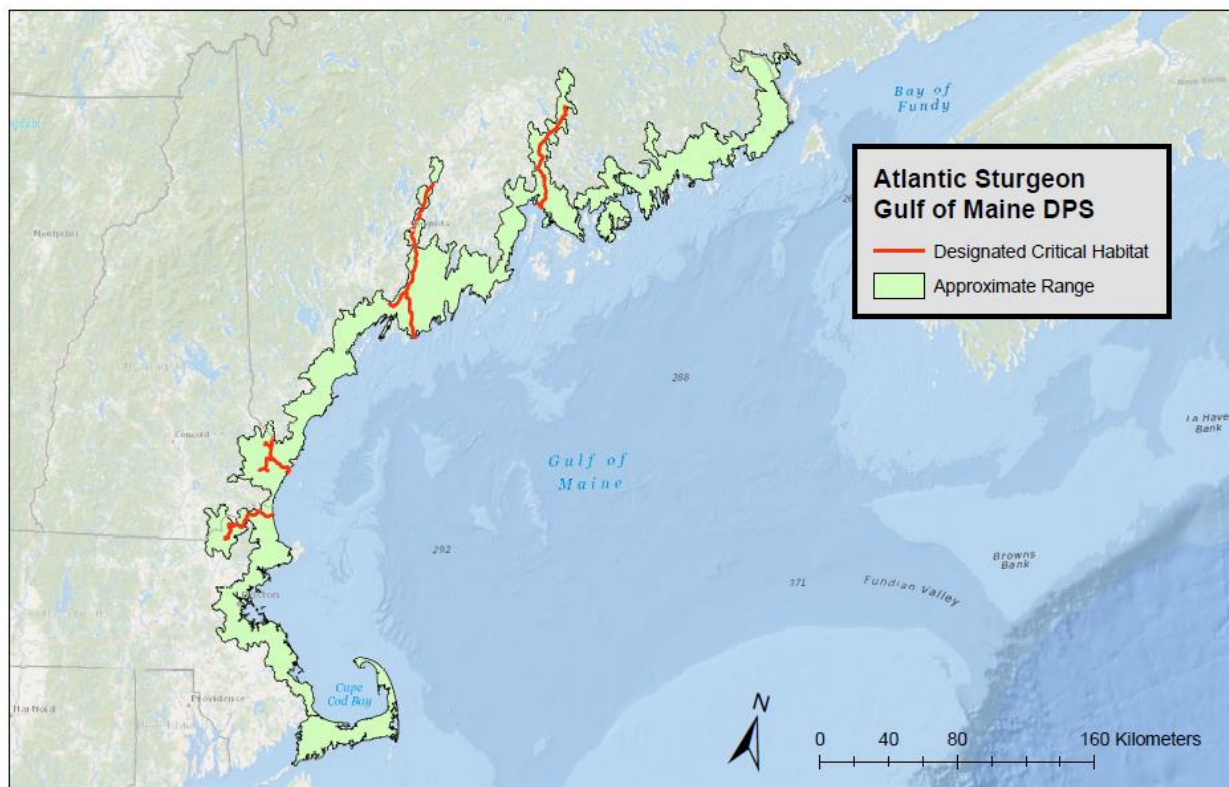 Bay of
Fundy
Atlantic Sturgeon
Gulf of Maine DPS
Designated Critical Habitat
Approximate Range
Montpelier
288
La Have
Bank
Concord
Gulf of
Maine
292
Browns
Bank
371
Fundian Valley
Cape
Cod Bay
Providence
Hartford
N
0 40 80 160 Kilometers